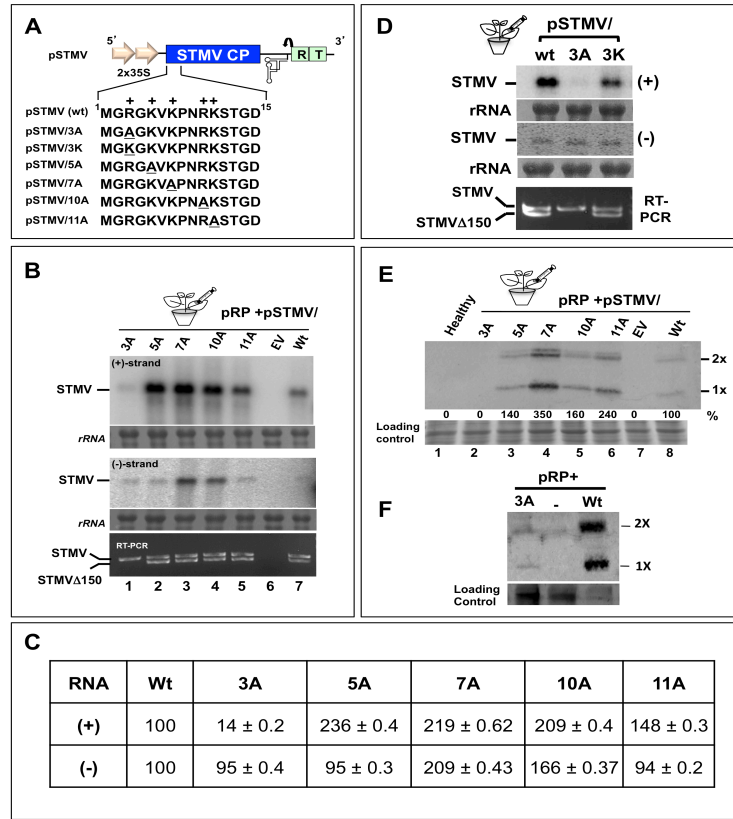 A
pSTMV
5′
3′
STMV CP
R T
2x35S
+ + + ++
pSTMV (wt) 1 MGRGKVKPNRKSTGD 15
pSTMV/3A MGAGKVKPNRKSTGD
pSTMV/3K MGKGKVKPNRKSTGD
pSTMV/5A MGRGAVKPNRKSTGD
pSTMV/7A MGRGKVAPNRKSTGD
pSTMV/10A MGRGKVKPNAKSTGD
pSTMV/11A MGRGKVKPNRASTGD
B
pRP +pSTMV/
3A 5A 7A 10A 11A EV Wt
(+)-strand
STMV
rRNA
(-)-strand
STMV
rRNA
RT-PCR
STMV
STMVΔ150
1 2 3 4 5 6 7
D
pSTMV/
wt 3A 3K
STMV (+)
rRNA
STMV (-)
rRNA
STMV
STMVΔ150
RT-
PCR
E
pRP +pSTMV/
Healthy 3A 5A 7A 10A 11A EV Wt
2x
1x
0 0 140 350 160 240 0 100 %
Loading
control
1 2 3 4 5 6 7 8
F
pRP+
3A - Wt
2X
1X
Loading
Control
C
RNA Wt 3A 5A 7A 10A 11A
(+) 100 14 ± 0.2 236 ± 0.4 219 ± 0.62 209 ± 0.4 148 ± 0.3
(-) 100 95 ± 0.4 95 ± 0.3 209 ± 0.43 166 ± 0.37 94 ± 0.2